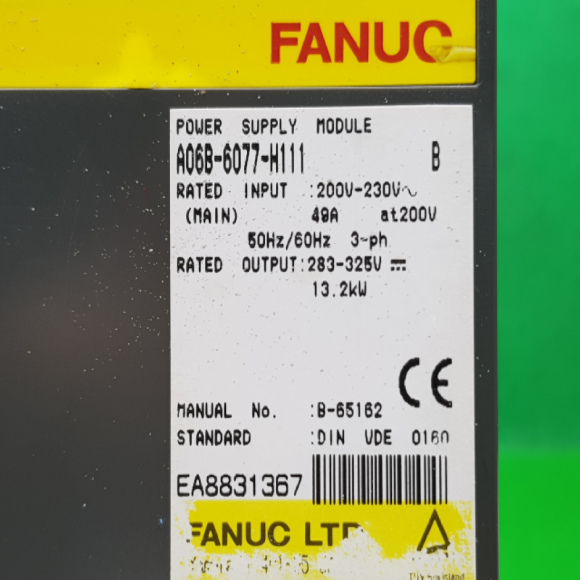 FANUC
POWER SUPPLY MODULE
A06B-6077-H111 B
RATED INPUT :200V-230V~
(MAIN) 49A at200V
50Hz/60Hz 3~ph
RATED OUTPUT:283-325V ⎓
13.2kW
CE
MANUAL No. :B-65162
STANDARD :DIN VDE 0160
EA8831367
FANUC LTD